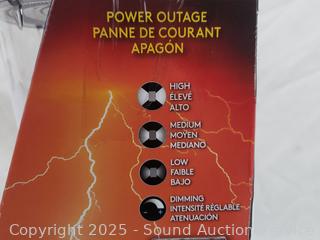 POWER OUTAGE
PANNE DE COURANT
APAGÓN
HIGH
ÉLEVÉ
ALTO
MEDIUM
MOYEN
MEDIANO
LOW
FAIBLE
BAJO
DIMMING
INTENSITÉ RÉGLABLE
ATENUACIÓN
Copyright 2025 - Sound Auction